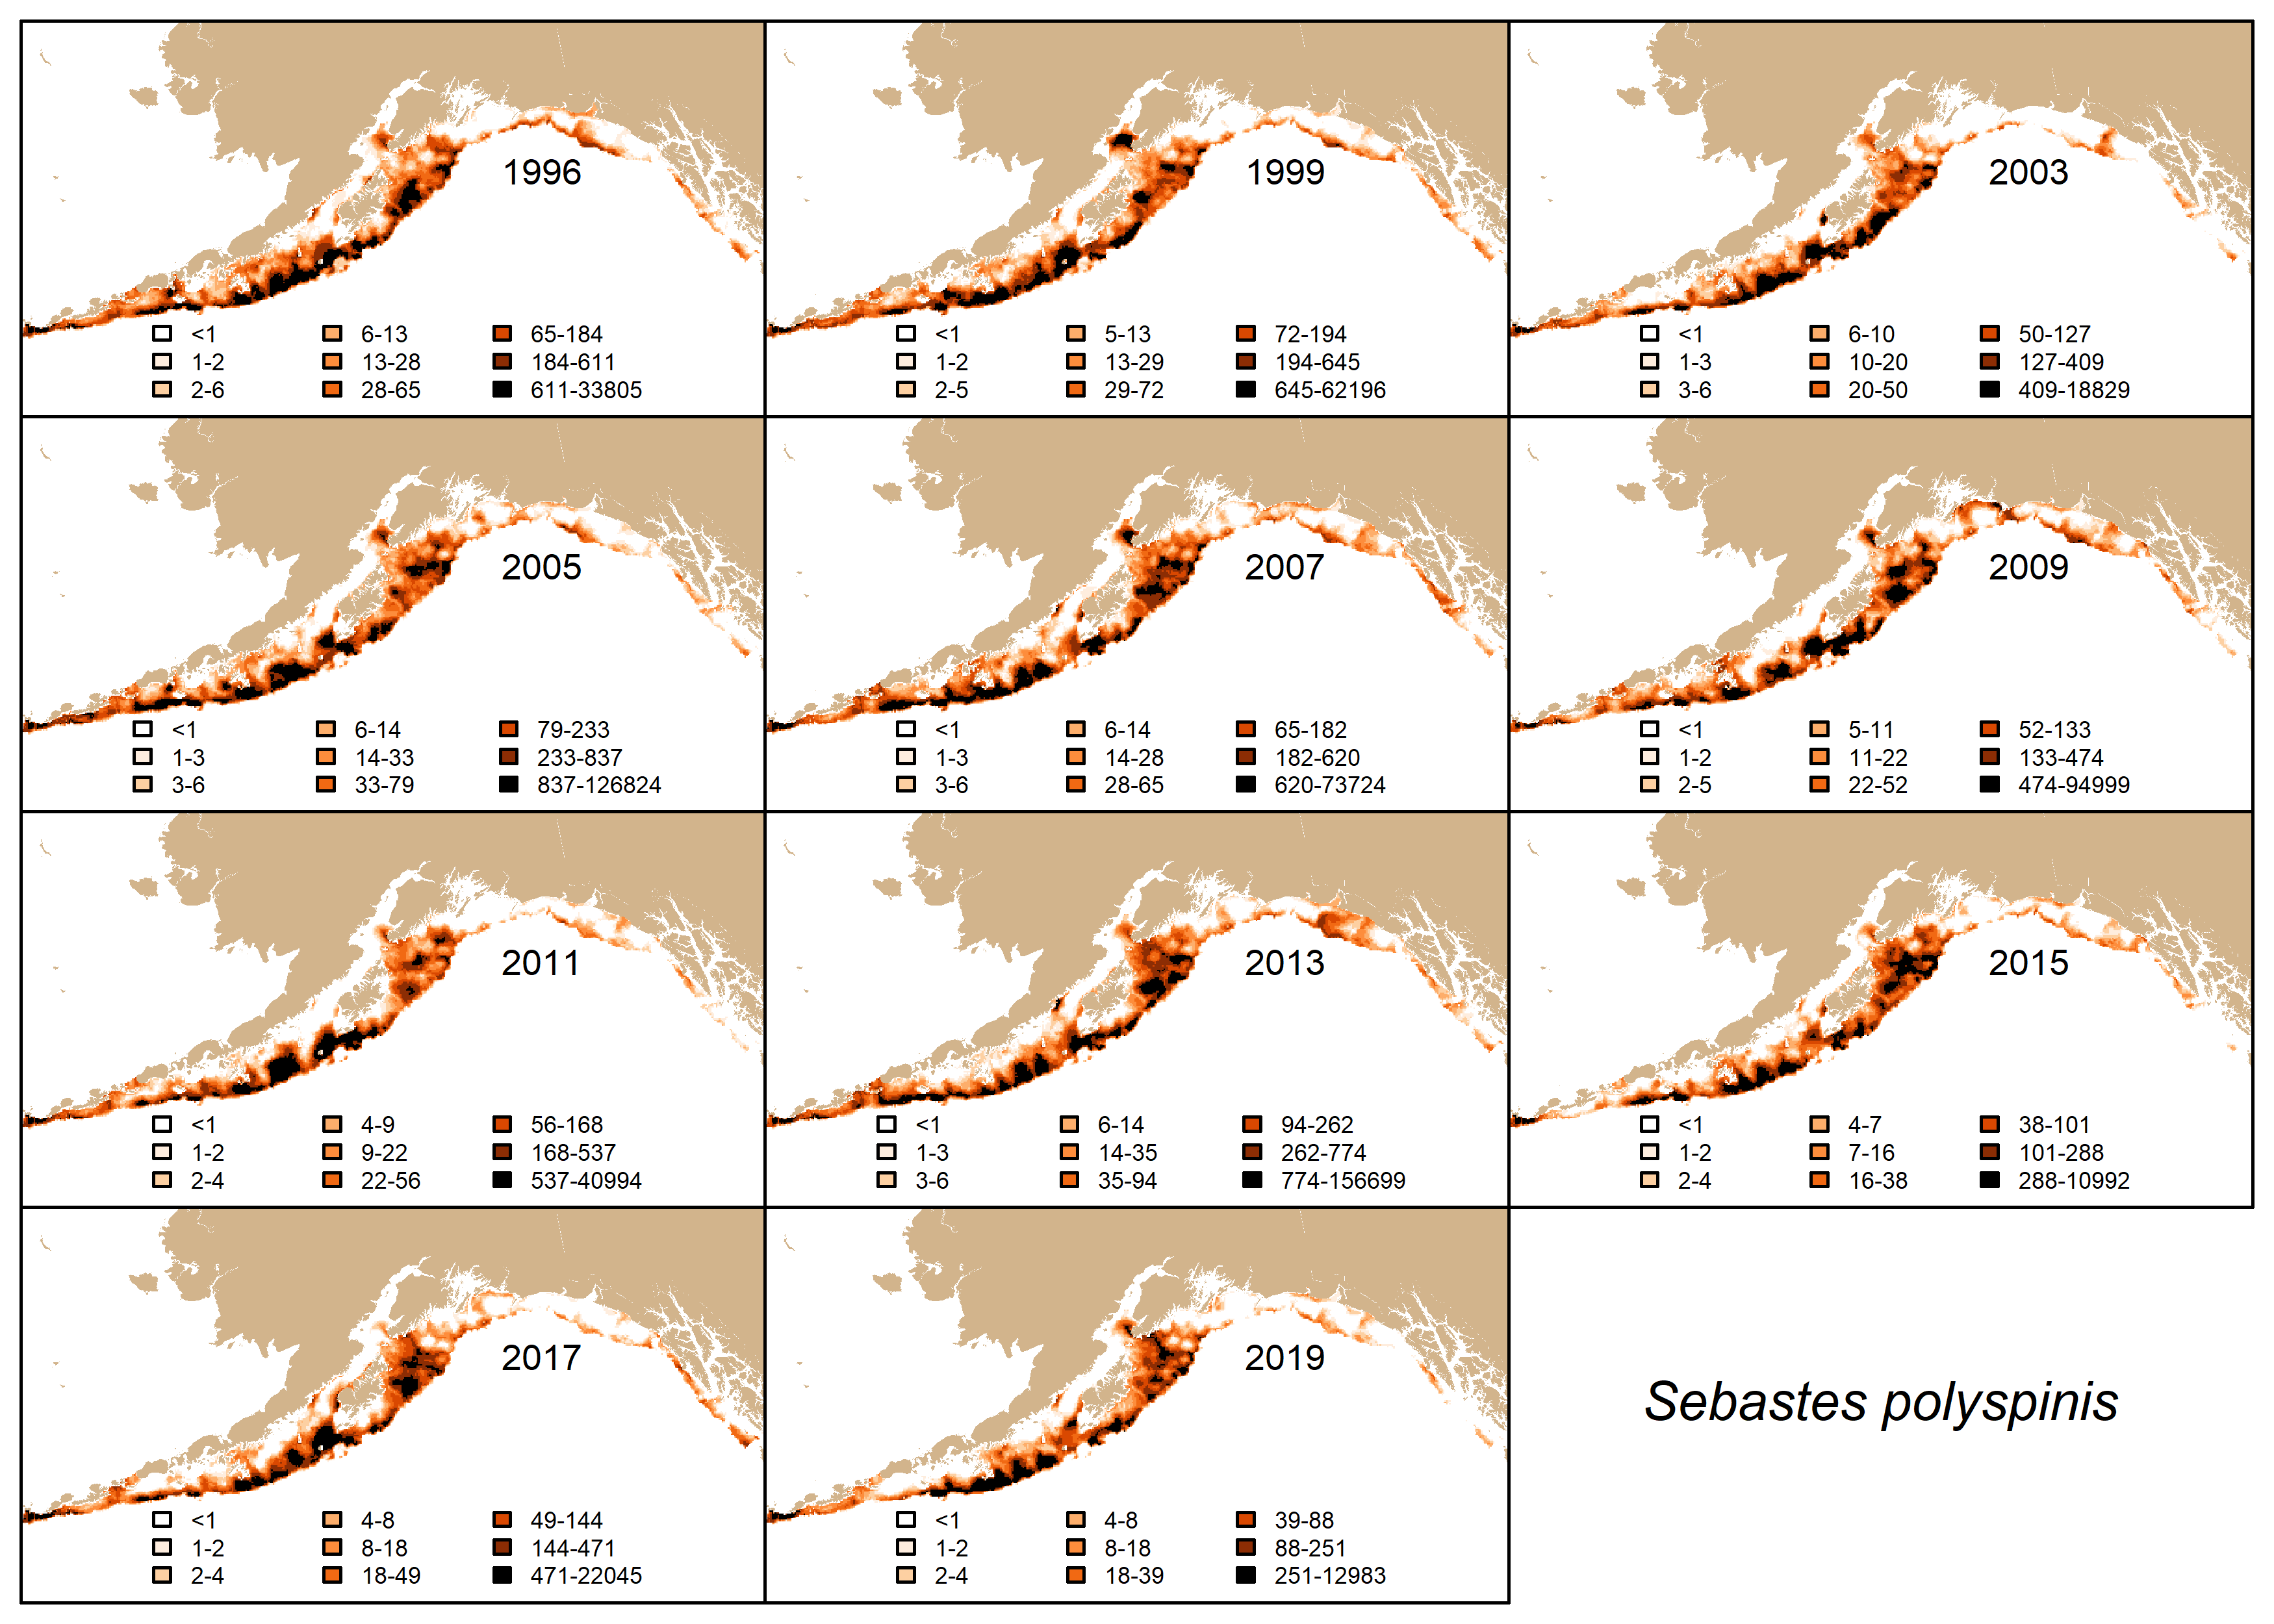 1996
<1 6-13 65-184
1-2 13-28 184-611
2-6 28-65 611-33805
1999
<1 5-13 72-194
1-2 13-29 194-645
2-5 29-72 645-62196
2003
<1 6-10 50-127
1-3 10-20 127-409
3-6 20-50 409-18829
2005
<1 6-14 79-233
1-3 14-33 233-837
3-6 33-79 837-126824
2007
<1 6-14 65-182
1-3 14-28 182-620
3-6 28-65 620-73724
2009
<1 5-11 52-133
1-2 11-22 133-474
2-5 22-52 474-94999
2011
<1 4-9 56-168
1-2 9-22 168-537
2-4 22-56 537-40994
2013
<1 6-14 94-262
1-3 14-35 262-774
3-6 35-94 774-156699
2015
<1 4-7 38-101
1-2 7-16 101-288
2-4 16-38 288-10992
2017
<1 4-8 49-144
1-2 8-18 144-471
2-4 18-49 471-22045
2019
<1 4-8 39-88
1-2 8-18 88-251
2-4 18-39 251-12983
Sebastes polyspinis